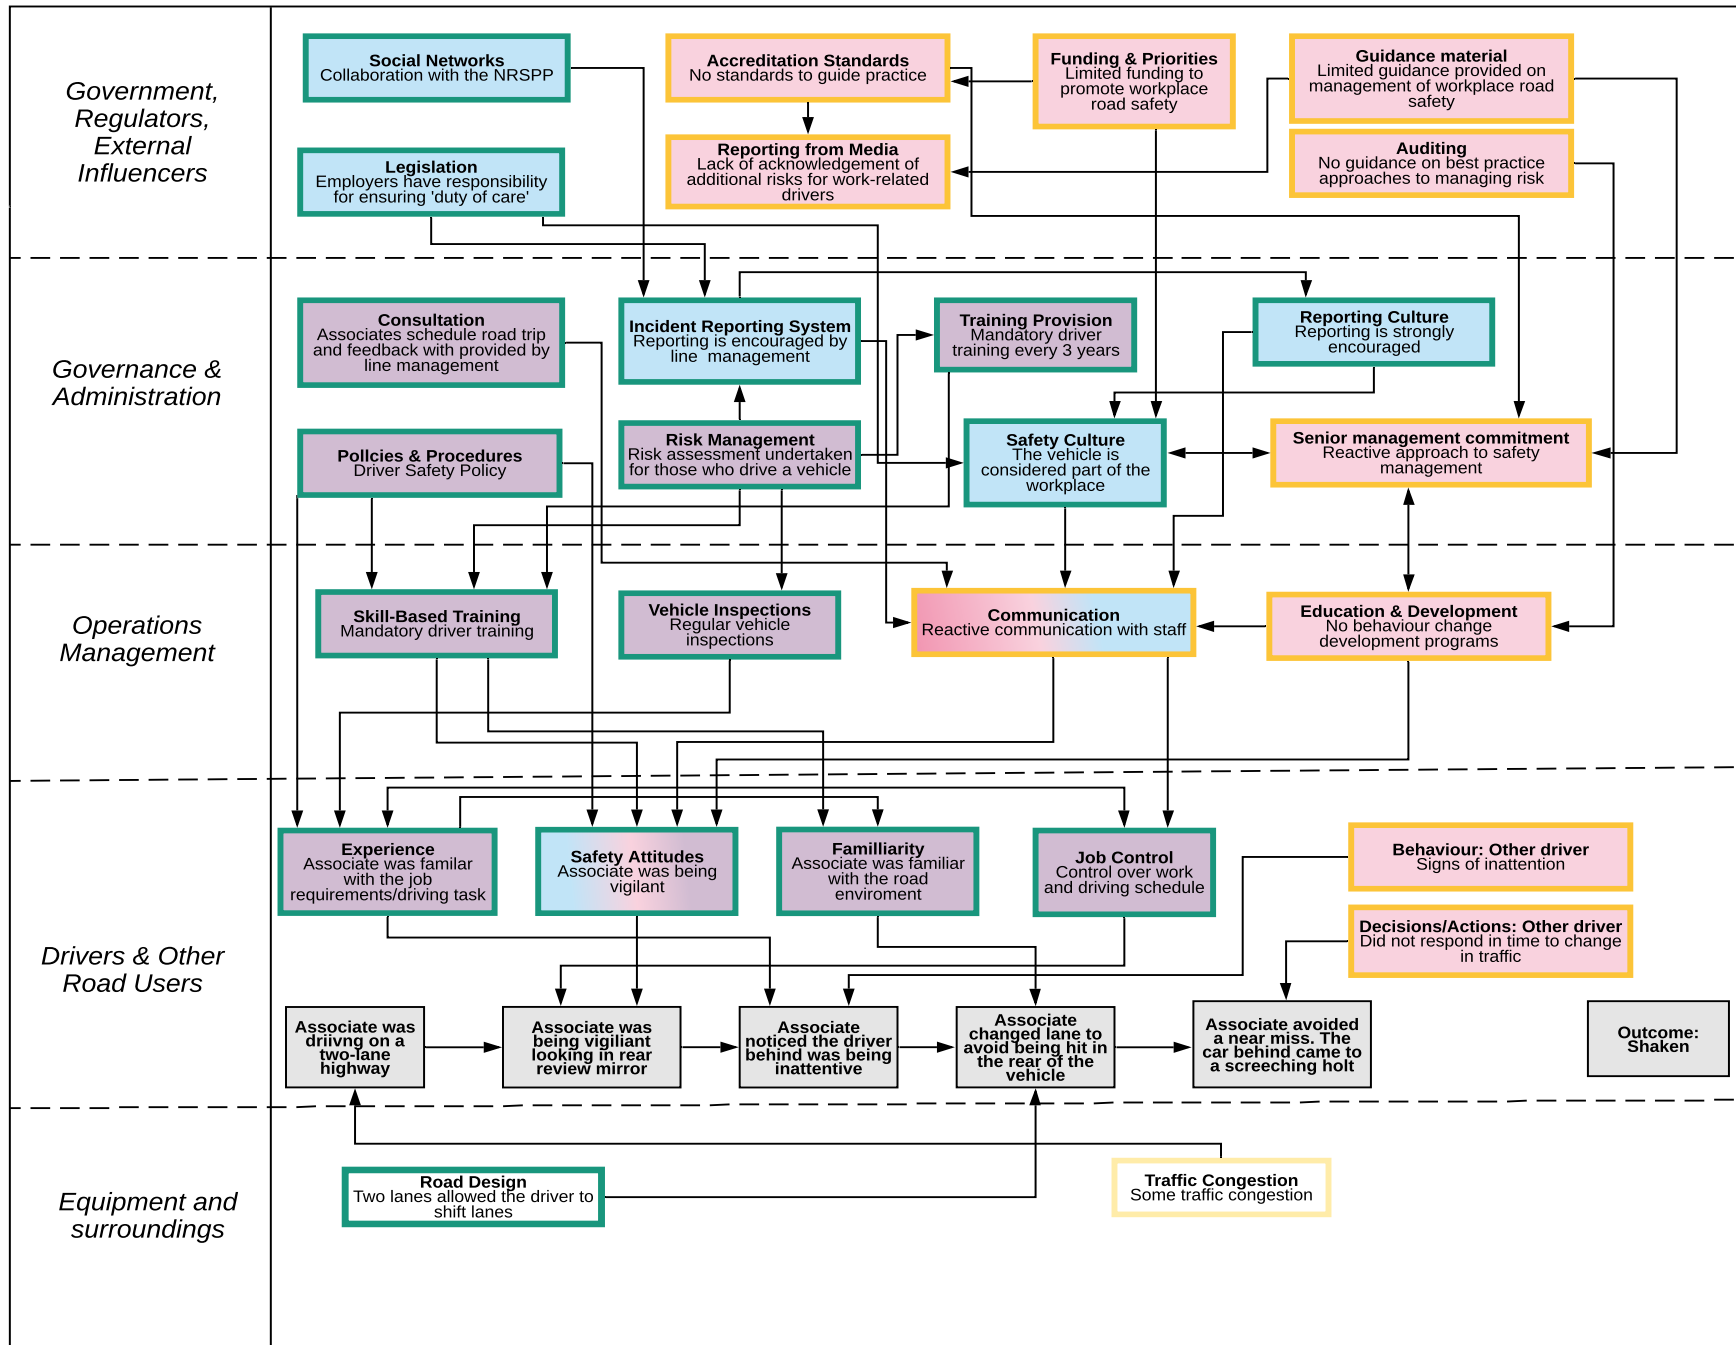 Government,
Regulators,
External
Influencers
Social Networks
Collaboration with the NRSPP
Accreditation Standards
No standards to guide practice
Funding & Priorities
Limited funding to
promote workplace
road safety
Guidance material
Limited guidance provided on
management of workplace road
safety
Legislation
Employers have responsibility
for ensuring 'duty of care'
Reporting from Media
Lack of acknowledgement of
additional risks for work-related
drivers
Auditing
No guidance on best practice
approaches to managing risk
Governance &
Administration
Consultation
Associates schedule road trip
and feedback with provided by
line management
Incident Reporting System
Reporting is encouraged by
line management
Training Provision
Mandatory driver
training every 3 years
Reporting Culture
Reporting is strongly
encouraged
Pollcies & Procedures
Driver Safety Policy
Risk Management
Risk assessment undertaken
for those who drive a vehicle
Safety Culture
The vehicle is
considered part of the
workplace
Senior management commitment
Reactive approach to safety
management
Operations
Management
Skill-Based Training
Mandatory driver training
Vehicle Inspections
Regular vehicle
inspections
Communication
Reactive communication with staff
Education & Development
No behaviour change
development programs
Drivers & Other
Road Users
Experience
Associate was familar
with the job
requirements/driving task
Safety Attitudes
Associate was being
vigilant
Familliarity
Associate was familiar
with the road
enviroment
Job Control
Control over work
and driving schedule
Behaviour: Other driver
Signs of inattention
Decisions/Actions: Other driver
Did not respond in time to change
in traffic
Associate was
driivng on a
two-lane
highway
Associate was
being vigliant
looking in rear
review mirror
Associate
noticed the driver
behind was being
inattentive
Associate
changed lane to
avoid being hit in
the rear of the
vehicle
Associate avoided
a near miss. The
car behind came to
a screeching holt
Outcome:
Shaken
Equipment and
surroundings
Road Design
Two lanes allowed the driver to
shift lanes
Traffic Congestion
Some traffic congestion